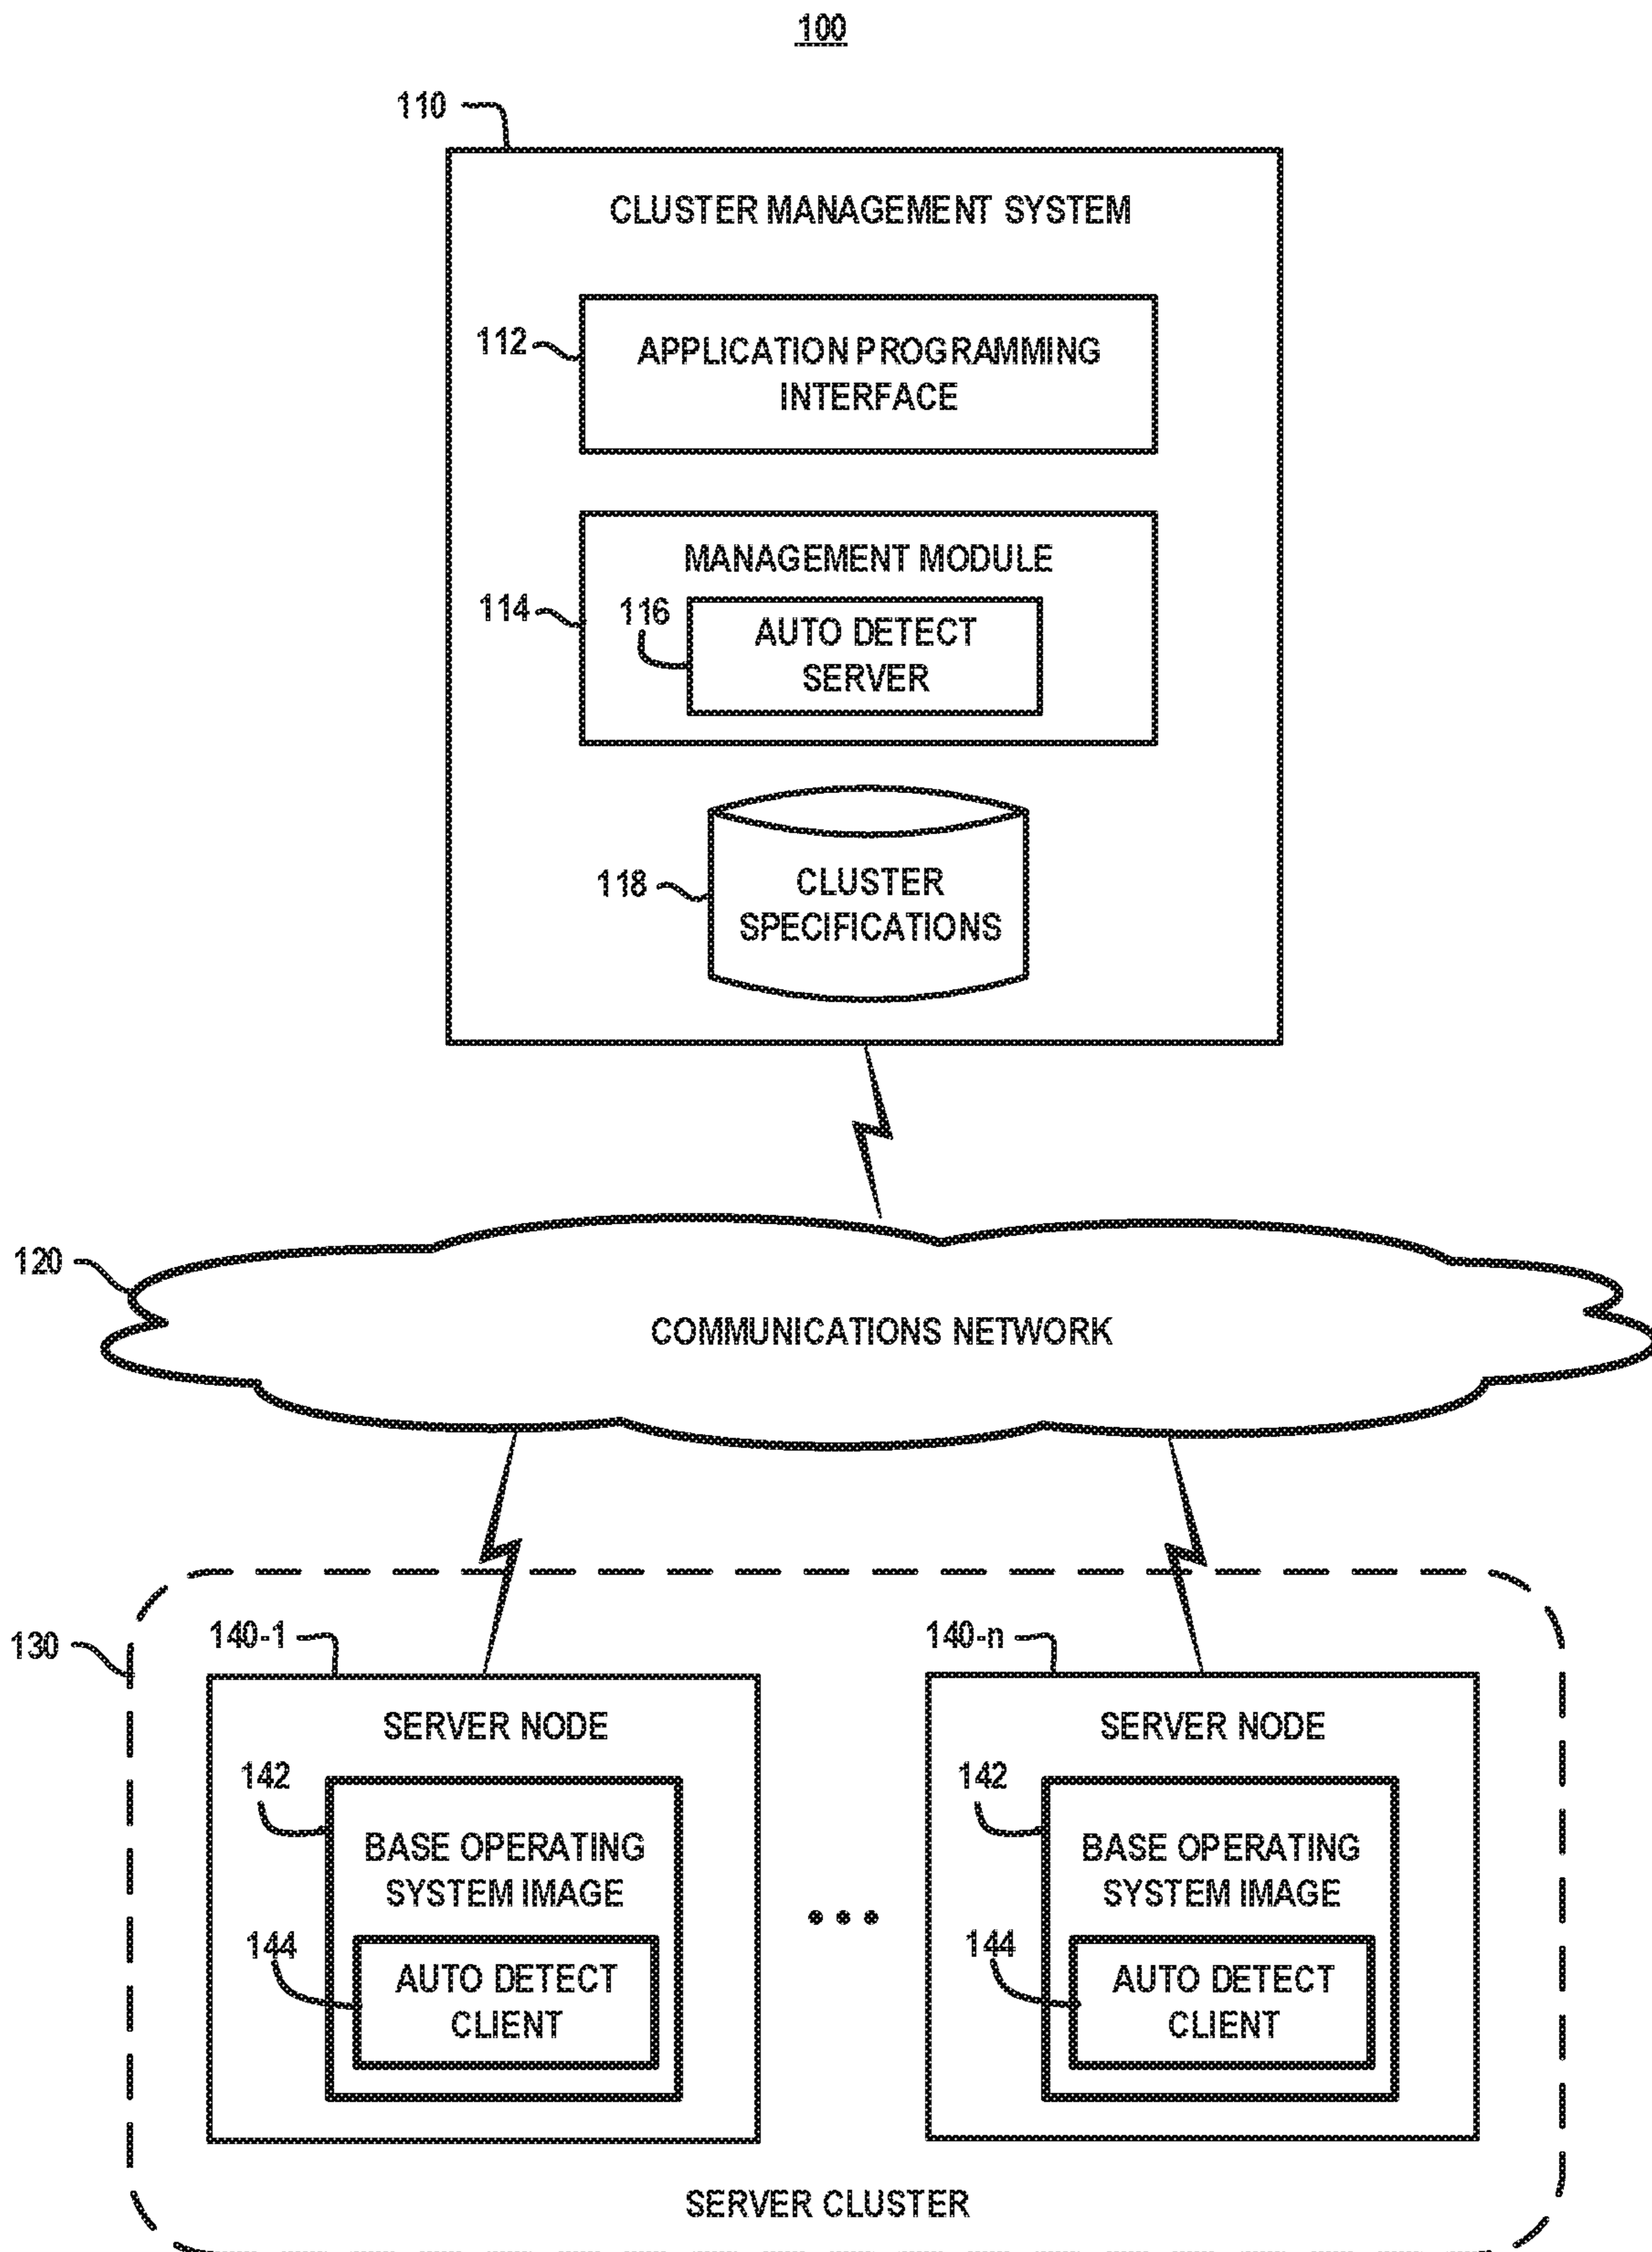 100
110
CLUSTER MANAGEMENT SYSTEM
112
APPLICATION PROGRAMMING
INTERFACE
MANAGEMENT MODULE
114
116
AUTO DETECT
SERVER
118
CLUSTER
SPECIFICATIONS
120
COMMUNICATIONS NETWORK
130
140-1
140-n
SERVER NODE
SERVER NODE
142
142
BASE OPERATING
SYSTEM IMAGE
BASE OPERATING
SYSTEM IMAGE
•••
144
144
AUTO DETECT
CLIENT
AUTO DETECT
CLIENT
SERVER CLUSTER